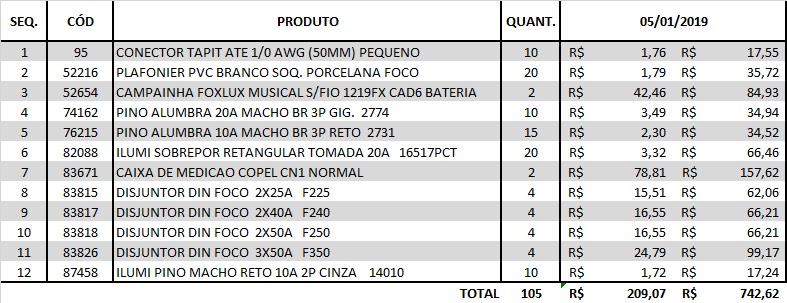 SEQ. CÓD PRODUTO QUANT. 05/01/2019
1 95 CONECTOR TAPIT ATE 1/0 AWG (50MM) PEQUENO 10 R$ 1,76 R$ 17,55
2 52216 PLAFONIER PVC BRANCO SOQ. PORCELANA FOCO 20 R$ 1,79 R$ 35,72
3 52654 CAMPAINHA FOXLUX MUSICAL S/FIO 1219FX CAD6 BATERIA 2 R$ 42,46 R$ 84,93
4 74162 PINO ALUMBRA 20A MACHO BR 3P GIG. 2774 10 R$ 3,49 R$ 34,94
5 76215 PINO ALUMBRA 10A MACHO BR 3P RETO 2731 15 R$ 2,30 R$ 34,52
6 82088 ILUMI SOBREPOR RETANGULAR TOMADA 20A 16517PCT 20 R$ 3,32 R$ 66,46
7 83671 CAIXA DE MEDICAO COPEL CN1 NORMAL 2 R$ 78,81 R$ 157,62
8 83815 DISJUNTOR DIN FOCO 2X25A F225 4 R$ 15,51 R$ 62,06
9 83817 DISJUNTOR DIN FOCO 2X40A F240 4 R$ 16,55 R$ 66,21
10 83818 DISJUNTOR DIN FOCO 2X50A F250 4 R$ 16,55 R$ 66,21
11 83826 DISJUNTOR DIN FOCO 3X50A F350 4 R$ 24,79 R$ 99,17
12 87458 ILUMI PINO MACHO RETO 10A 2P CINZA 14010 10 R$ 1,72 R$ 17,24
TOTAL 105 R$ 209,07 R$ 742,62